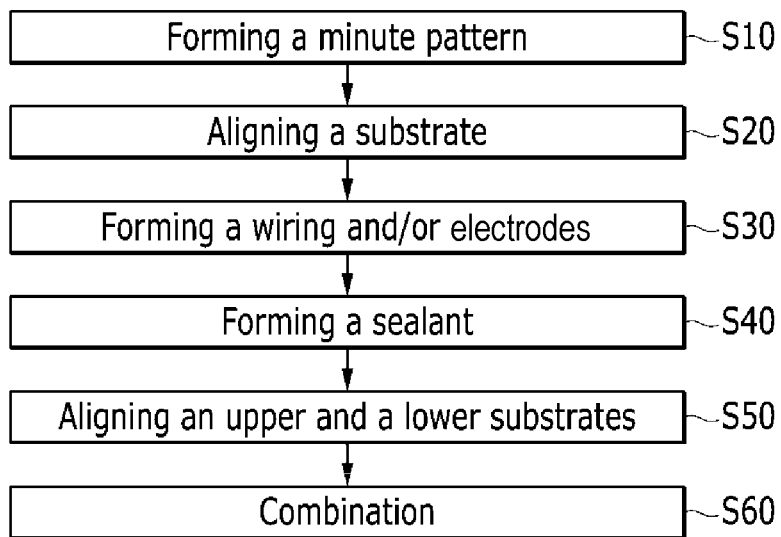 Forming a minute pattern S10
Aligning a substrate S20
Forming a wiring and/or electrodes S30
Forming a sealant S40
Aligning an upper and a lower substrates S50
Combination S60